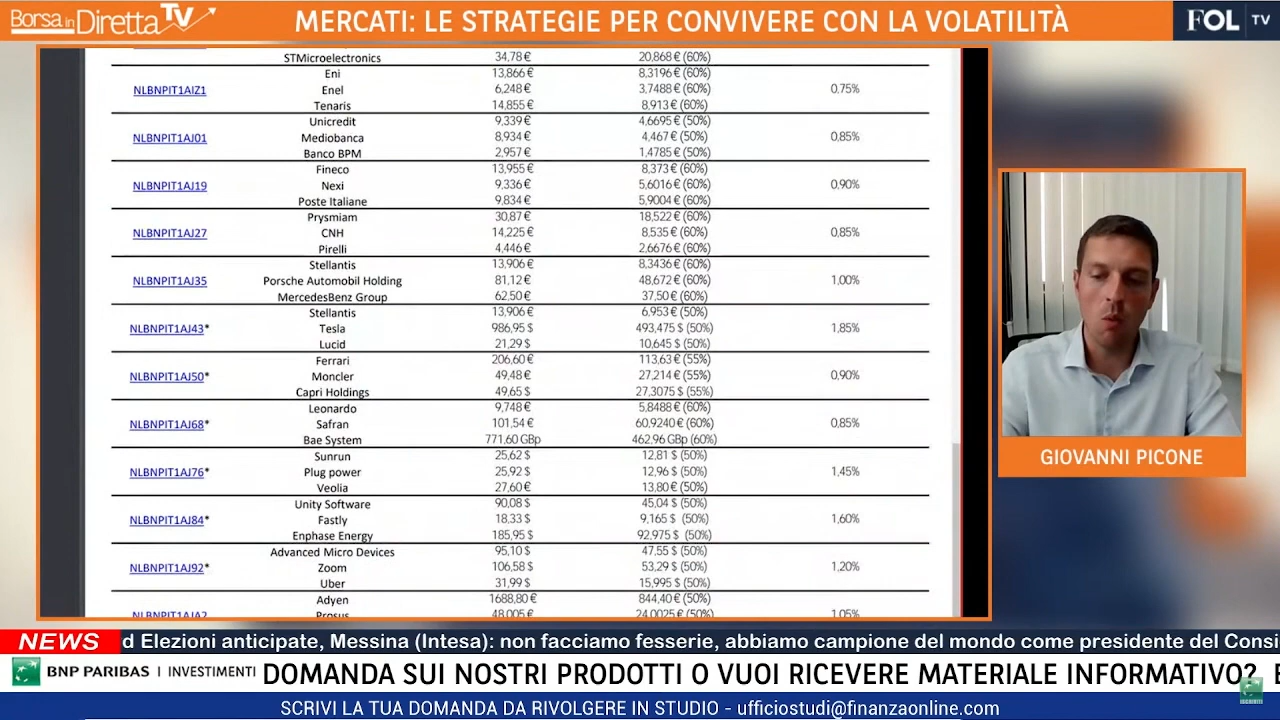 Borsa in Diretta TV
MERCATI: LE STRATEGIE PER CONVIVERE CON LA VOLATILITÀ
FOL TV
STMicroelectronics 34,78 € 20,868 € (60%)
Eni 13,866 € 8,3196 € (60%)
NLBNPIT1AIZ1 Enel 6,248 € 3,7488 € (60%) 0,75%
Tenaris 14,855 € 8,913 € (60%)
Unicredit 9,339 € 4,6695 € (50%)
NLBNPIT1AJ01 Mediobanca 8,934 € 4,467 € (50%) 0,85%
Banco BPM 2,957 € 1,4785 € (50%)
Fineco 13,955 € 8,373 € (60%)
NLBNPIT1AJ19 Nexi 9,336 € 5,6016 € (60%) 0,90%
Poste Italiane 9,834 € 5,9004 € (60%)
Prysmiam 30,87 € 18,522 € (60%)
NLBNPIT1AJ27 CNH 14,225 € 8,535 € (60%) 0,85%
Pirelli 4,446 € 2,6676 € (60%)
Stellantis 13,906 € 8,3436 € (60%)
NLBNPIT1AJ35 Porsche Automobil Holding 81,12 € 48,672 € (60%) 1,00%
MercedesBenz Group 62,50 € 37,50 € (60%)
Stellantis 13,906 € 6,953 € (50%)
NLBNPIT1AJ43* Tesla 986,95 $ 493,475 $ (50%) 1,85%
Lucid 21,29 $ 10,645 $ (50%)
Ferrari 206,60 € 113,63 € (55%)
NLBNPIT1AJ50* Moncler 49,48 € 27,214 € (55%) 0,90%
Capri Holdings 49,65 $ 27,3075 $ (55%)
Leonardo 9,748 € 5,8488 € (60%)
NLBNPIT1AJ68* Safran 101,54 € 60,9240 € (60%) 0,85%
Bae System 771,60 GBp 462,96 GBp (60%)
Sunrun 25,62 $ 12,81 $ (50%)
NLBNPIT1AJ76* Plug power 25,92 $ 12,96 $ (50%) 1,45%
Veolia 27,60 € 13,80 € (50%)
Unity Software 90,08 $ 45,04 $ (50%)
NLBNPIT1AJ84* Fastly 18,33 $ 9,165 $ (50%) 1,60%
Enphase Energy 185,95 $ 92,975 $ (50%)
Advanced Micro Devices 95,10 $ 47,55 $ (50%)
NLBNPIT1AJ92* Zoom 106,58 $ 53,29 $ (50%) 1,20%
Uber 31,99 $ 15,995 $ (50%)
Adyen 1688,80 € 844,40 € (50%)
NLBNPIT1AJA2 Prosus 48,005 € 24,0025 € (50%) 1,05%
GIOVANNI PICONE
NEWS d Elezioni anticipate, Messina (Intesa): non facciamo fesserie, abbiamo campione del mondo come presidente del Consi
BNP PARIBAS | INVESTIMENTI DOMANDA SUI NOSTRI PRODOTTI O VUOI RICEVERE MATERIALE INFORMATIVO? E
SCRIVI LA TUA DOMANDA DA RIVOLGERE IN STUDIO - ufficiostudi@finanzaonline.com